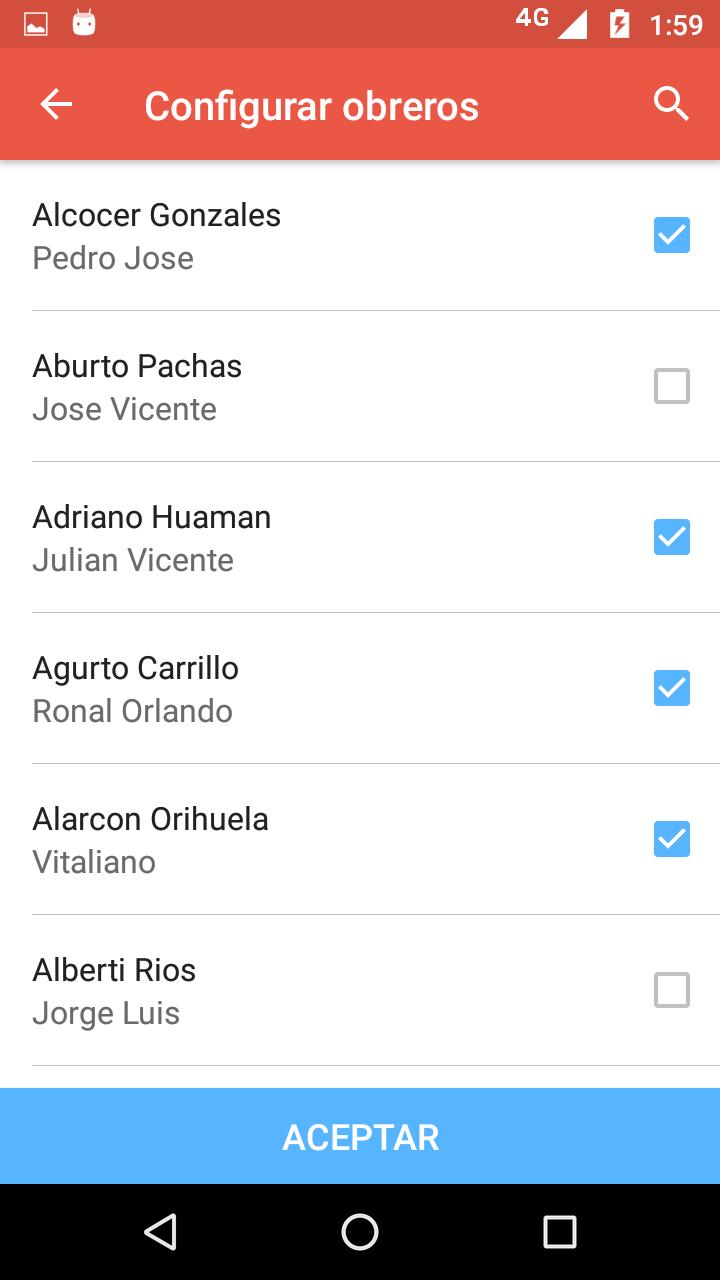 4G 1:59
Configurar obreros
Alcocer Gonzales
Pedro Jose
Aburto Pachas
Jose Vicente
Adriano Huaman
Julian Vicente
Agurto Carrillo
Ronal Orlando
Alarcon Orihuela
Vitaliano
Alberti Rios
Jorge Luis
ACEPTAR